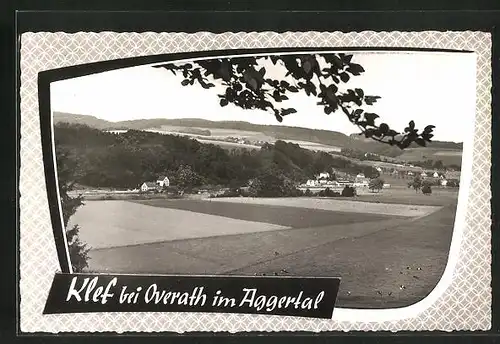 Klef bei Overath im Aggertal